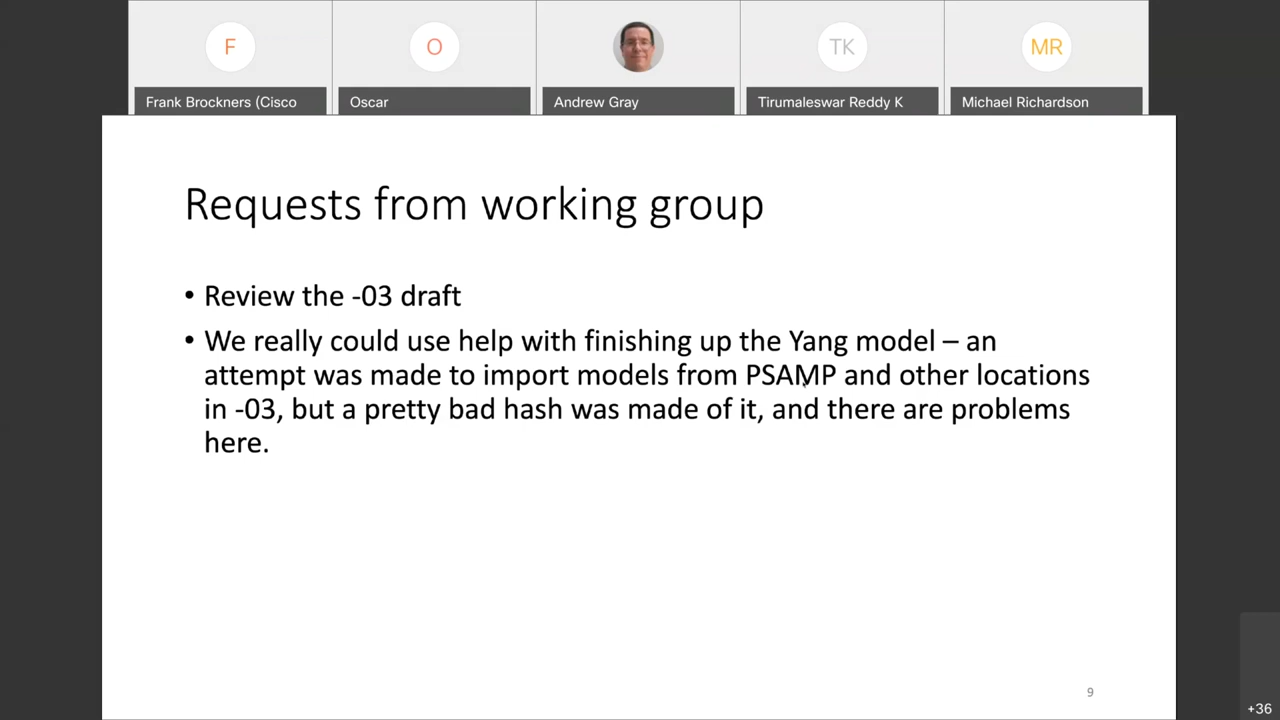 F
O
TK
MR
Frank Brockners (Cisco
Oscar
Andrew Gray
Tirumaleswar Reddy K
Michael Richardson
Requests from working group
• Review the -03 draft
• We really could use help with finishing up the Yang model – an
attempt was made to import models from PSAMP and other locations
in -03, but a pretty bad hash was made of it, and there are problems
here.
9
+36